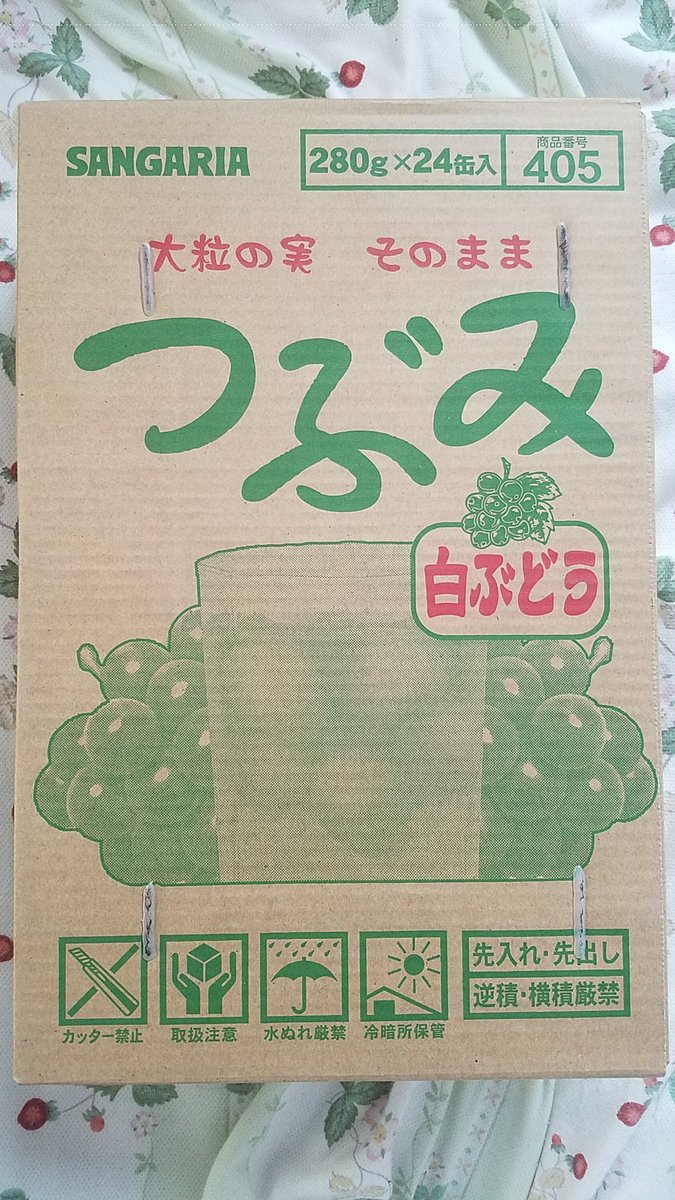 SANGARIA
280g×24缶入
商品番号
405
大粒の実 そのまま
つぶみ
白ぶどう
カッター禁止
取扱注意
水ぬれ厳禁
冷暗所保管
先入れ・先出し
逆積・横積厳禁